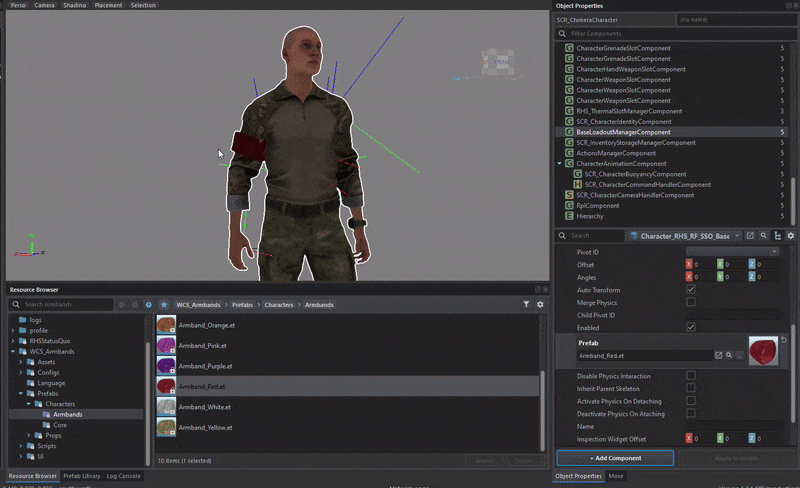 Persp Camera Shading Placement Selection
Object Properties
SCR_ChimeraCharacter (no name)
Filter Components
CharacterGrenadeSlotComponent 5
CharacterGrenadeSlotComponent 5
CharacterHandWeaponSlotComponent 5
CharacterWeaponSlotComponent 5
CharacterWeaponSlotComponent 5
CharacterWeaponSlotComponent 5
RHS_ThermalSlotManagerComponent 3
SCR_CharacterIdentityComponent 5
BaseLoadoutManagerComponent 5
SCR_InventoryStorageManagerComponent 5
ActionsManagerComponent 5
CharacterAnimationComponent 5
SCR_CharacterBuoyancyComponent 5
SCR_CharacterCommandHandlerComponent 5
SCR_CharacterCameraHandlerComponent 5
RplComponent 5
Hierarchy 5
Search Character_RHS_RF_SSO_Base
Pivot ID
Offset X 0 Y 0 Z 0
Angles X 0 Y 0 Z 0
Auto Transform
Merge Physics
Child Pivot ID
Enabled
Prefab
Armband_Red.et
Disable Physics Interaction
Inherit Parent Skeleton
Activate Physics On Detaching
Deactivate Physics On Ataching
Name
Inspection Widget Offset X 0 Y 0 Z 0
+ Add Component
Object Properties Move
Resource Browser
Search Armbands
WCS_Armbands Prefabs Characters Armbands
logs
profile
RHSStatusQuo
WCS_Armbands
Assets
Configs
Language
Prefabs
Characters
Armbands
Core
Props
Scripts
UI
Armband_Orange.et
Armband_Pink.et
Armband_Purple.et
Armband_Red.et
Armband_White.et
Armband_Yellow.et
10 items (1 selected)
Resource Browser Prefab Library Log Console